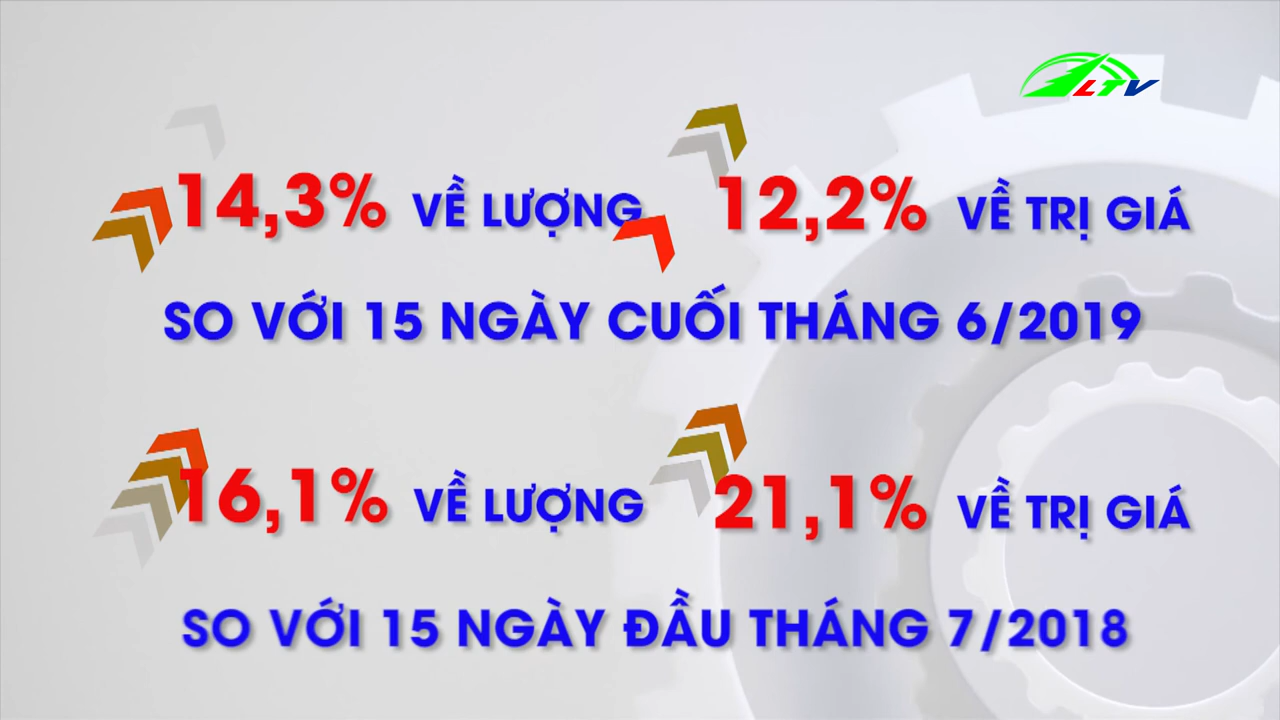 LTV
14,3% VỀ LƯỢNG 12,2% VỀ TRỊ GIÁ
SO VỚI 15 NGÀY CUỐI THÁNG 6/2019
16,1% VỀ LƯỢNG 21,1% VỀ TRỊ GIÁ
SO VỚI 15 NGÀY ĐẦU THÁNG 7/2018